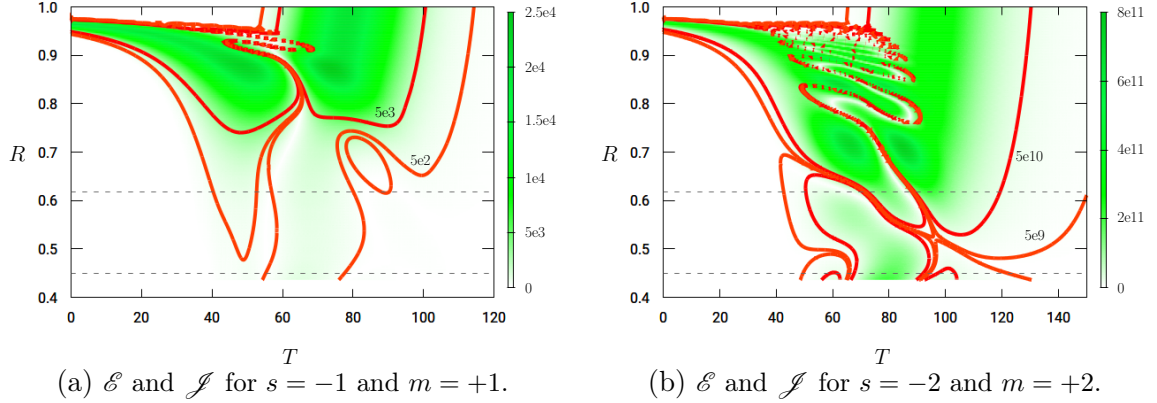 1.0
0.9
0.8
R 0.7
0.6
0.5
0.4
0 20 40 60 80 100 120
T
5e3
5e2
2.5e4
2e4
1.5e4
1e4
5e3
0
(a) ℰ and 𝒥 for s = −1 and m = +1.
1.0
0.9
0.8
R 0.7
0.6
0.5
0.4
0 20 40 60 80 100 120 140
T
5e10
5e9
8e11
6e11
4e11
2e11
0
(b) ℰ and 𝒥 for s = −2 and m = +2.